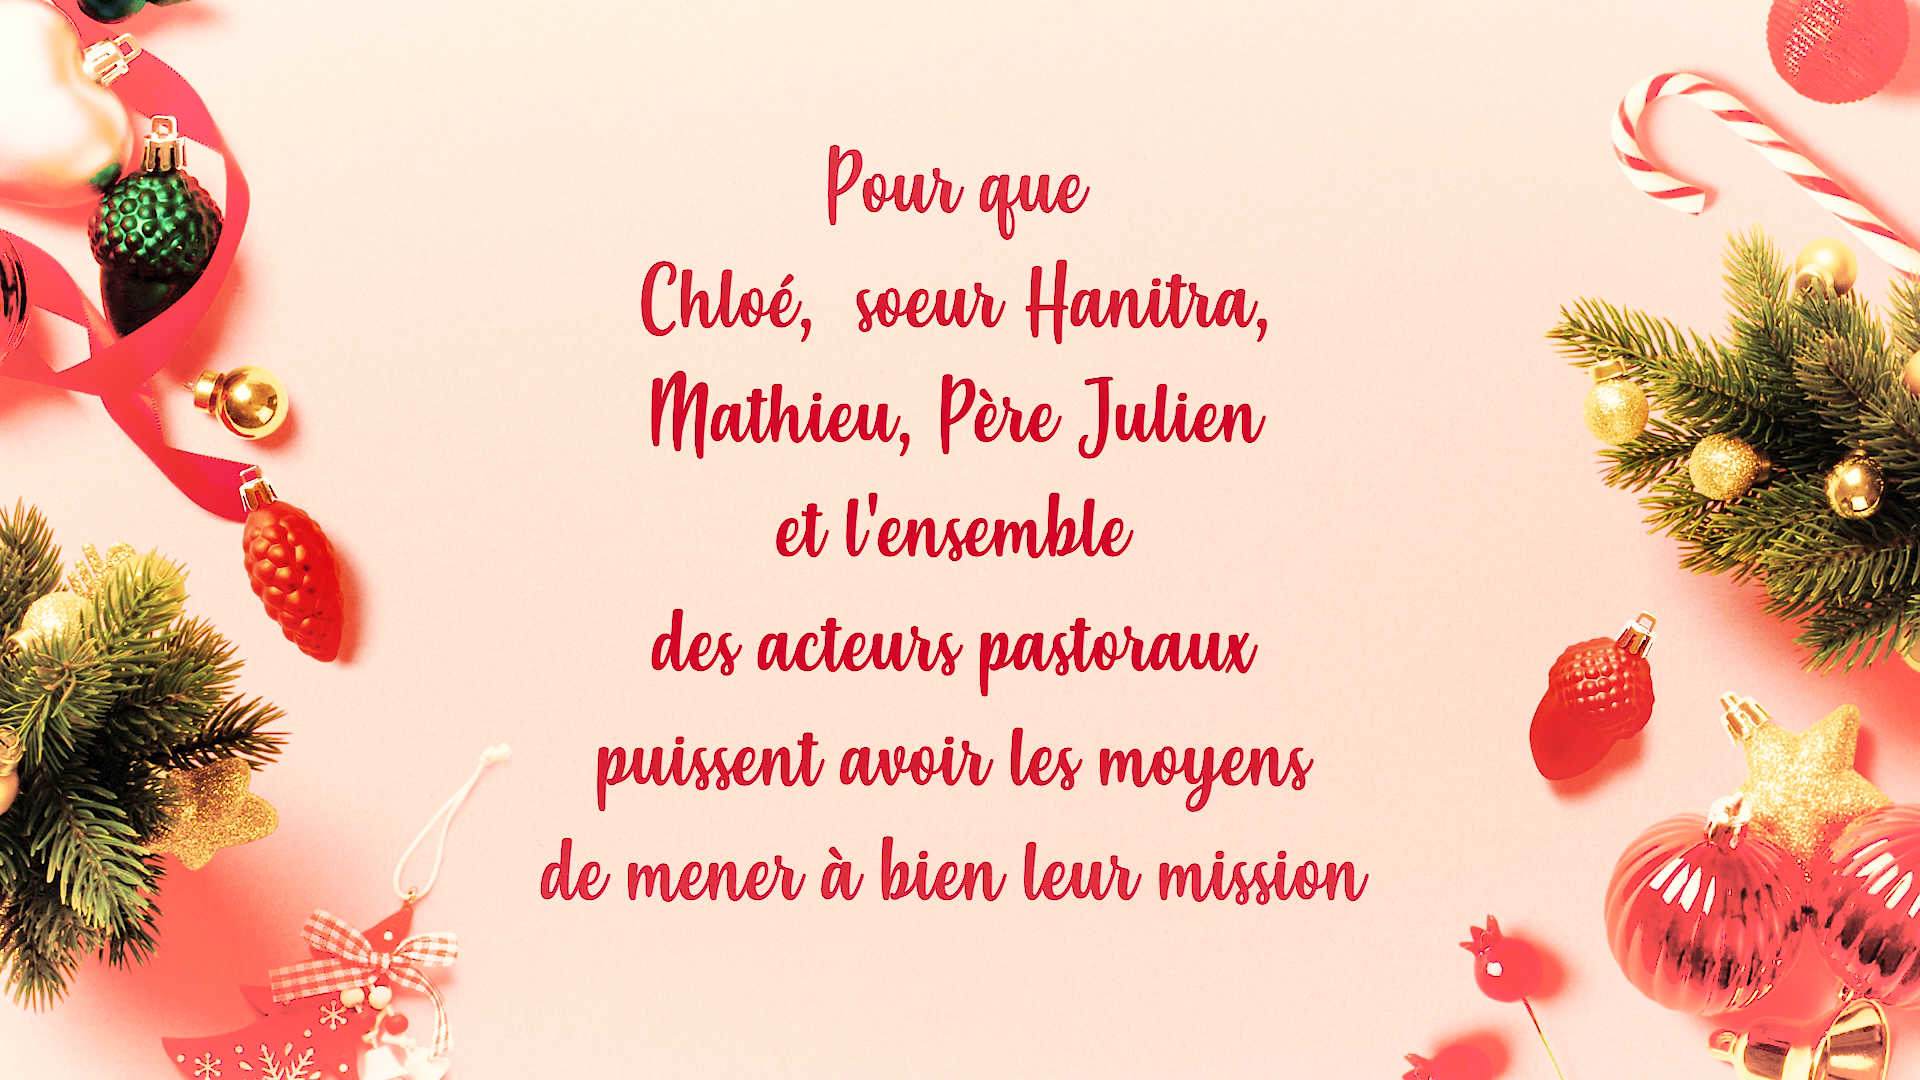 Pour que
Chloé, soeur Hanitra,
Mathieu, Père Julien
et l'ensemble
des acteurs pastoraux
puissent avoir les moyens
de mener à bien leur mission